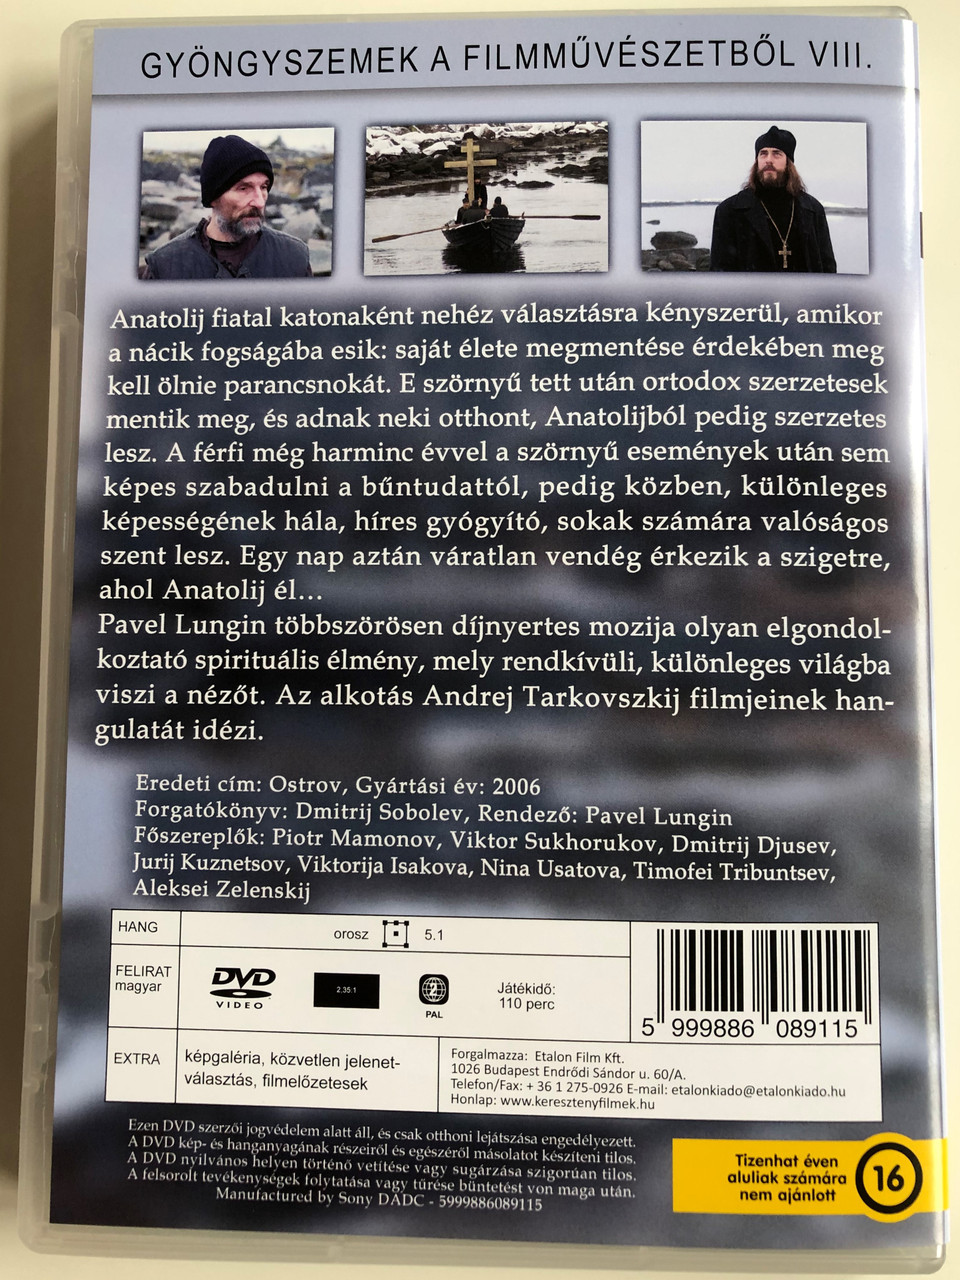 GYÖNGYSZEMEK A FILMMŰVÉSZETBŐL VIII.
Anatolij fiatal katonaként nehéz választásra kényszerül, amikor
a nácik fogságába esik: saját élete megmentése érdekében meg
kell ölnie parancsnokát. E szörnyű tett után ortodox szerzetesek
mentik meg, és adnak neki otthont, Anatolijból pedig szerzetes
lesz. A férfi még harminc évvel a szörnyű események után sem
képes szabadulni a bűntudattól, pedig közben, különleges
képességének hála, híres gyógyító, sokak számára valóságos
szent lesz. Egy nap aztán váratlan vendég érkezik a szigetre,
ahol Anatolij él...
Pavel Lungin többszörösen díjnyertes mozija olyan elgondol-
koztató spirituális élmény, mely rendkívüli, különleges világba
viszi a nézőt. Az alkotás Andrej Tarkovszkij filmjeinek han-
gulatát idézi.
Eredeti cím: Ostrov, Gyártási év: 2006
Forgatókönyv: Dmitrij Sobolev, Rendező: Pavel Lungin
Főszereplők: Piotr Mamonov, Viktor Sukhorukov, Dmitrij Djusev,
Jurij Kuznetsov, Viktorija Isakova, Nina Usatova, Timofei Tribuntsev,
Aleksei Zelenskij
HANG
orosz 5.1
FELIRAT
magyar
DVD
VIDEO
2.35:1
2
PAL
Játékidő:
110 perc
5 999886 089115
EXTRA
képgaléria, közvetlen jelenet-
választás, filmelőzetesek
Forgalmazza: Etalon Film Kft.
1026 Budapest Endrődi Sándor u. 60/A.
Telefon/Fax: + 36 1 275-0926 E-mail: etalonkiado@etalonkiado.hu
Honlap: www.keresztenyfilmek.hu
Ezen DVD szerzői jogvédelem alatt áll, és csak otthoni lejátszása engedélyezett.
A DVD kép- és hanganyagának részeiről és egészéről másolatot készíteni tilos.
A DVD nyilvános helyen történő vetítése vagy sugárzása szigorúan tilos.
A felsorolt tevékenységek folytatása vagy tűrése büntetést von maga után.
Manufactured by Sony DADC - 5999886089115
Tizenhat éven
aluliak számára
nem ajánlott
16